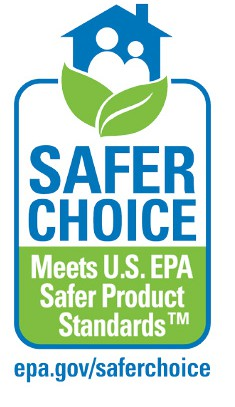 SAFER
CHOICE
Meets U.S. EPA
Safer Product
Standards™
epa.gov/saferchoice